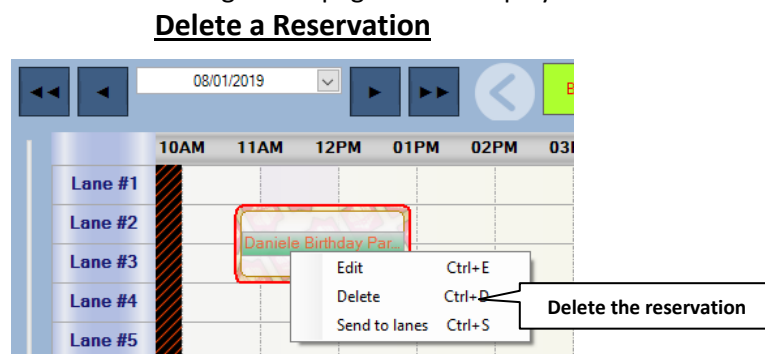 Delete a Reservation
08/01/2019
B
10AM 11AM 12PM 01PM 02PM
Lane #1
Lane #2
Daniele Birthday Par...
Lane #3
Edit Ctrl+E
Lane #4
Delete Ctrl+D
Delete the reservation
Send to lanes Ctrl+S
Lane #5